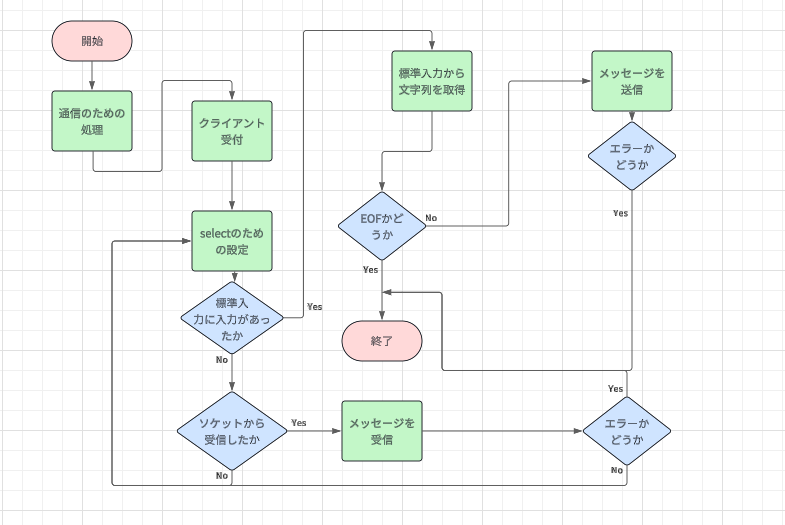 開始
通信のための
処理
クライアント
受付
selectのため
の設定
標準入
力に入力があっ
たか
Yes
No
ソケットから
受信したか
Yes
No
メッセージを
受信
標準入力から
文字列を取得
EOFかど
うか
No
Yes
終了
メッセージを
送信
エラーか
どうか
Yes
Yes
エラーか
どうか
No